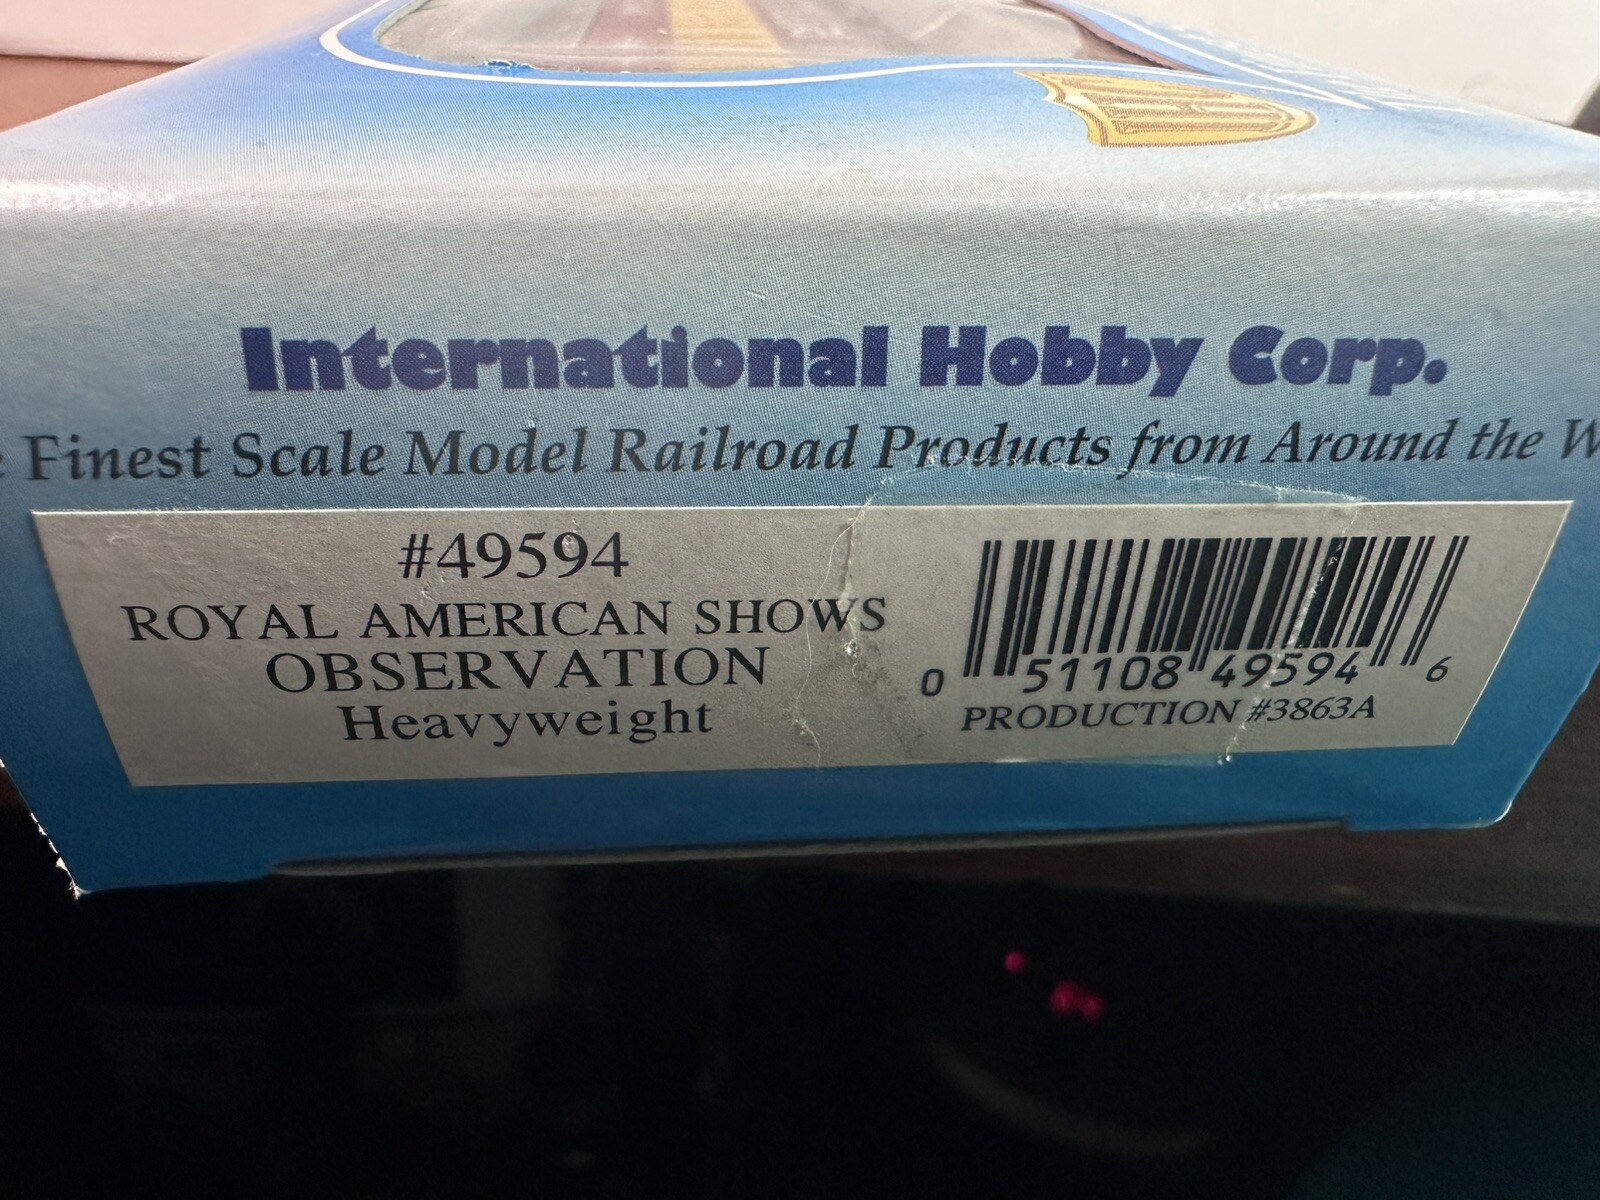 International Hobby Corp.
Finest Scale Model Railroad Products from Around the
#49594
ROYAL AMERICAN SHOWS
OBSERVATION
Heavyweight
0 51108 49594 6
PRODUCTION #3863A